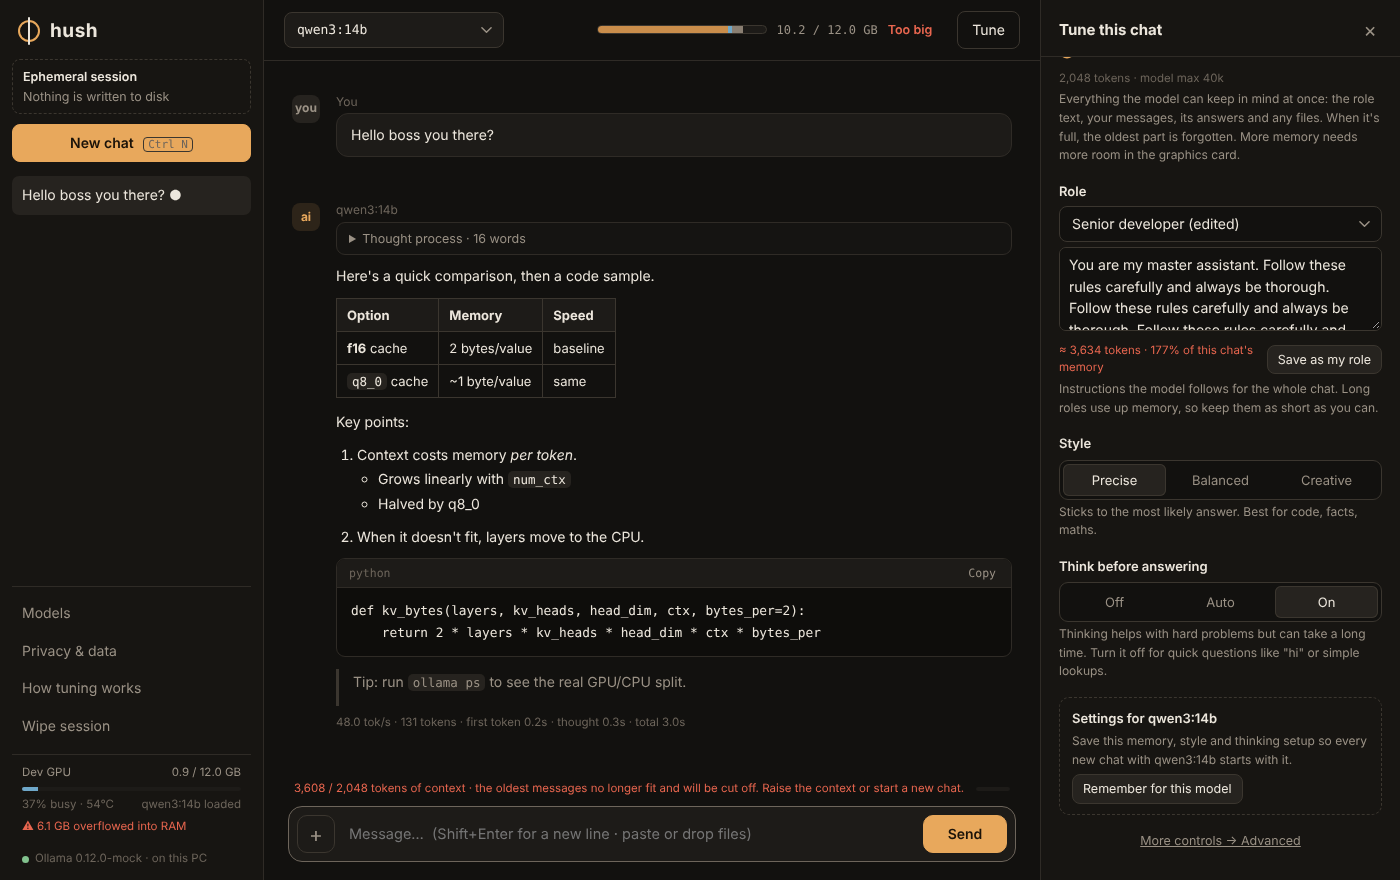 hush
Ephemeral session
Nothing is written to disk
New chat Ctrl N
Hello boss you there?
Models
Privacy & data
How tuning works
Wipe session
Dev GPU 0.9 / 12.0 GB
37% busy · 54°C qwen3:14b loaded
6.1 GB overflowed into RAM
Ollama 0.12.0-mock · on this PC
qwen3:14b
10.2 / 12.0 GB Too big
Tune
you
You
Hello boss you there?
ai
qwen3:14b
Thought process · 16 words
Here's a quick comparison, then a code sample.
Option Memory Speed
f16 cache 2 bytes/value baseline
q8_0 cache ~1 byte/value same
Key points:
1. Context costs memory per token.
Grows linearly with num_ctx
Halved by q8_0
2. When it doesn't fit, layers move to the CPU.
python Copy
def kv_bytes(layers, kv_heads, head_dim, ctx, bytes_per=2):
return 2 * layers * kv_heads * head_dim * ctx * bytes_per
Tip: run ollama ps to see the real GPU/CPU split.
48.0 tok/s · 131 tokens · first token 0.2s · thought 0.3s · total 3.0s
3,608 / 2,048 tokens of context · the oldest messages no longer fit and will be cut off. Raise the context or start a new chat.
+ Message... (Shift+Enter for a new line · paste or drop files)
Send
Tune this chat ×
2,048 tokens · model max 40k
Everything the model can keep in mind at once: the role
text, your messages, its answers and any files. When it's
full, the oldest part is forgotten. More memory needs
more room in the graphics card.
Role
Senior developer (edited)
You are my master assistant. Follow these
rules carefully and always be thorough.
Follow these rules carefully and always be
thorough. Follow these rules carefully and
≈ 3,634 tokens · 177% of this chat's
memory
Save as my role
Instructions the model follows for the whole chat. Long
roles use up memory, so keep them as short as you can.
Style
Precise Balanced Creative
Sticks to the most likely answer. Best for code, facts,
maths.
Think before answering
Off Auto On
Thinking helps with hard problems but can take a long
time. Turn it off for quick questions like "hi" or simple
lookups.
Settings for qwen3:14b
Save this memory, style and thinking setup so every
new chat with qwen3:14b starts with it.
Remember for this model
More controls → Advanced